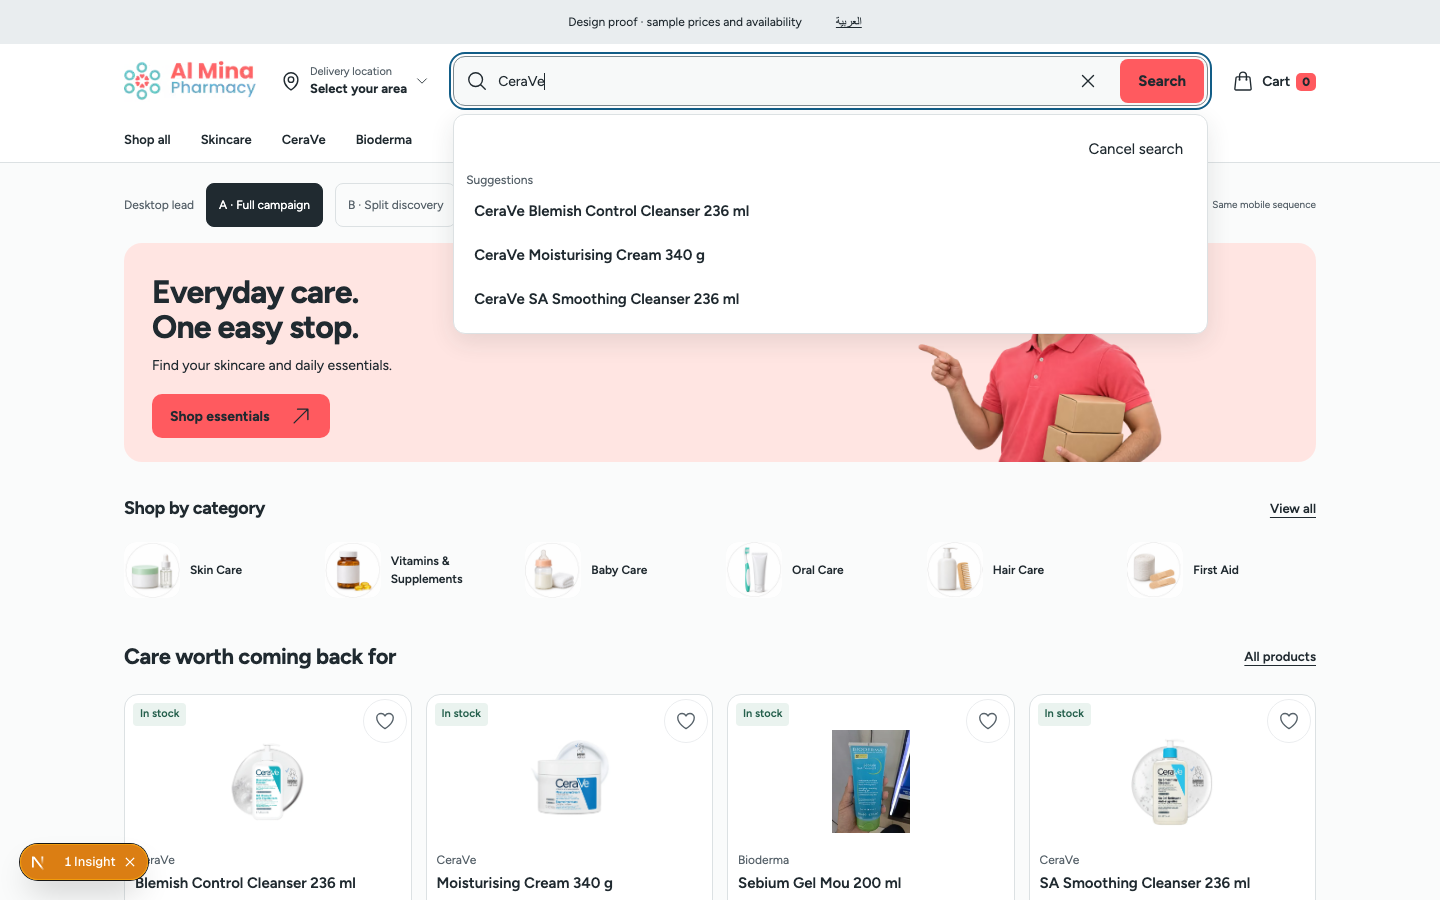 Design proof · sample prices and availability
العربية
Al Mina
Pharmacy
Delivery location
Select your area
CeraVe
Search
Cart 0
Shop all
Skincare
CeraVe
Bioderma
Cancel search
Suggestions
CeraVe Blemish Control Cleanser 236 ml
CeraVe Moisturising Cream 340 g
CeraVe SA Smoothing Cleanser 236 ml
Desktop lead
A · Full campaign
B · Split discovery
Same mobile sequence
Everyday care.
One easy stop.
Find your skincare and daily essentials.
Shop essentials
Shop by category
View all
Skin Care
Vitamins &
Supplements
Baby Care
Oral Care
Hair Care
First Aid
Care worth coming back for
All products
In stock
In stock
In stock
In stock
CeraVe
CeraVe
BIODERMA
CeraVe
1 Insight
eraVe
CeraVe
Bioderma
CeraVe
Blemish Control Cleanser 236 ml
Moisturising Cream 340 g
Sebium Gel Mou 200 ml
SA Smoothing Cleanser 236 ml